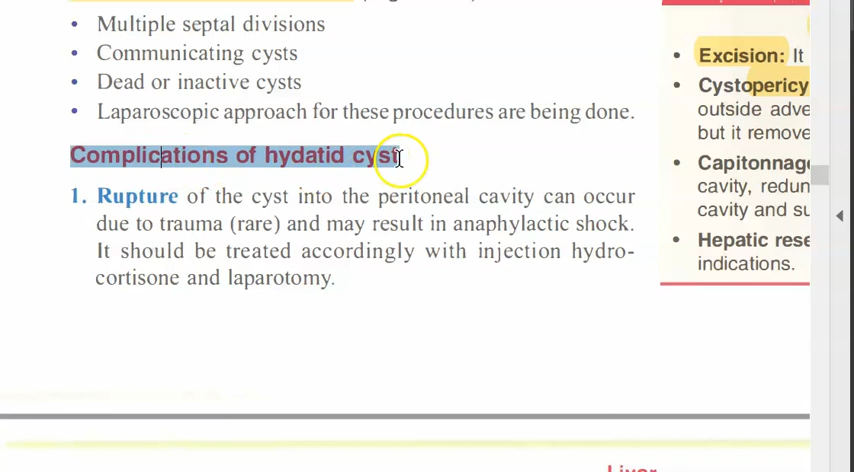 • Multiple septal divisions
• Communicating cysts
• Dead or inactive cysts
• Laparoscopic approach for these procedures are being done.
Complications of hydatid cyst
1. Rupture of the cyst into the peritoneal cavity can occur
due to trauma (rare) and may result in anaphylactic shock.
It should be treated accordingly with injection hydro-
cortisone and laparotomy.
• Excision: It
• Cystopericy
outside adve
but it remove
• Capitonnag
cavity, redun
cavity and su
• Hepatic rese
indications.